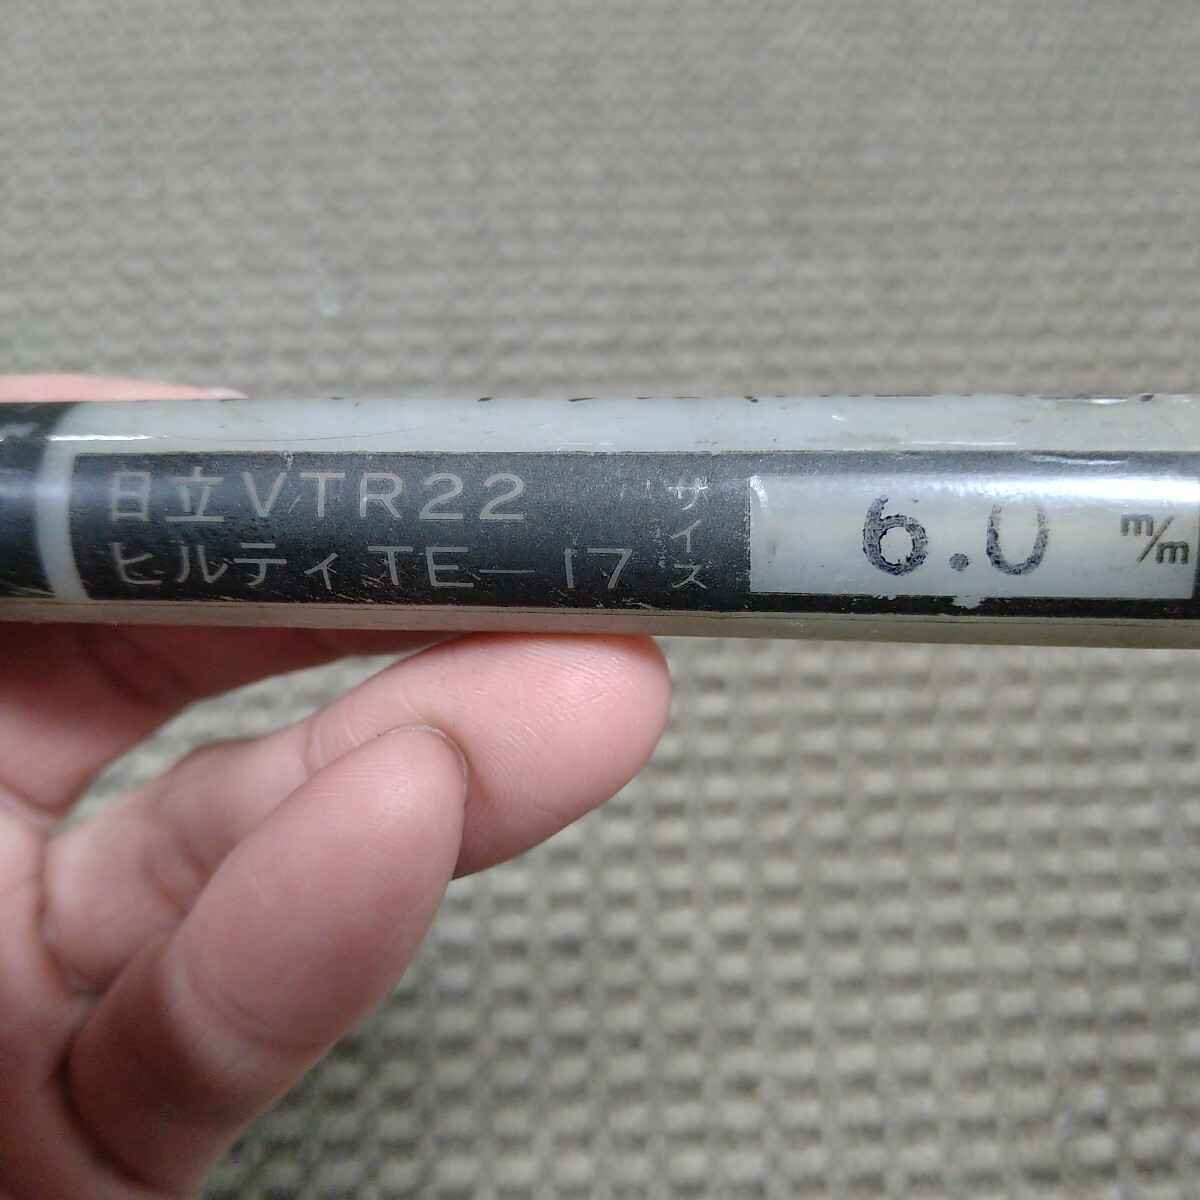 日立VTR22
ヒルティTE—17
サイズ
6.0 m/m